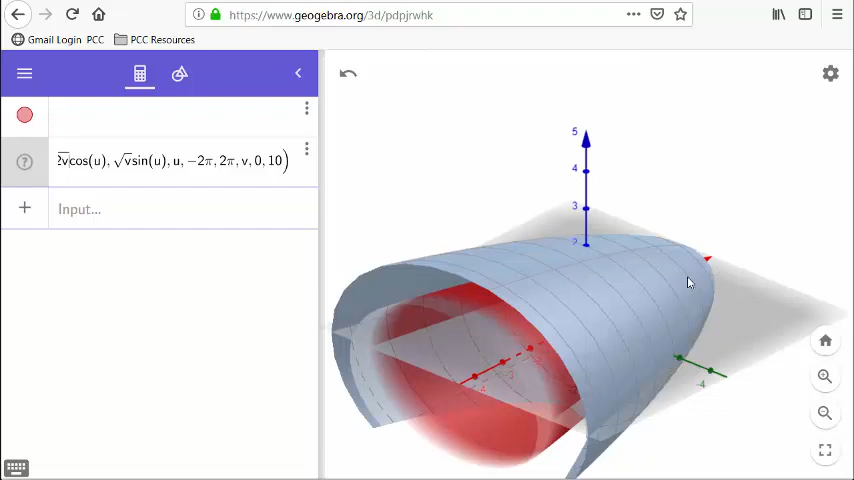 https://www.geogebra.org/3d/pdpjrwhk
Gmail Login PCC PCC Resources
2vcos(u), √vsin(u), u, −2π, 2π, v, 0, 10)
Input...
5
4
3
2
-4